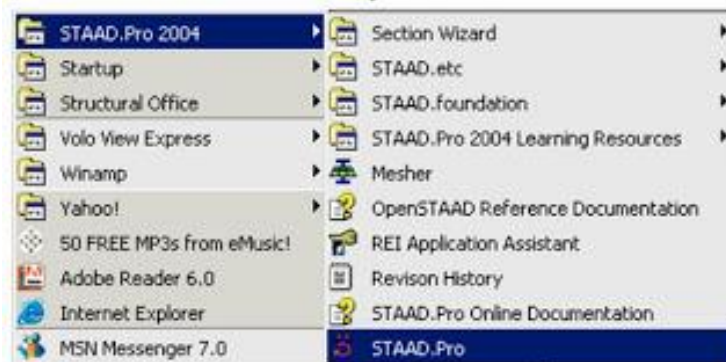 STAAD.Pro 2004
Startup
Structural Office
Volo View Express
Winamp
Yahoo!
50 FREE MP3s from eMusic!
Adobe Reader 6.0
Internet Explorer
MSN Messenger 7.0
Section Wizard
STAAD.etc
STAAD.foundation
STAAD.Pro 2004 Learning Resources
Mesher
OpenSTAAD Reference Documentation
REI Application Assistant
Revison History
STAAD.Pro Online Documentation
STAAD.Pro